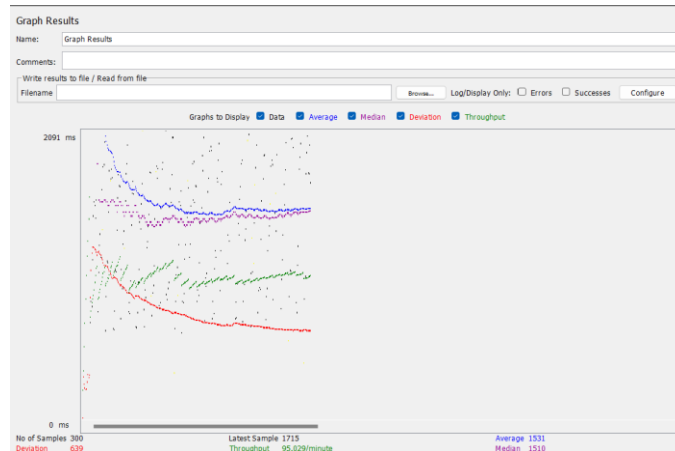 Graph Results
Name: Graph Results
Comments:
Write results to file / Read from file
Filename Browse... Log/Display Only: Errors Successes Configure
Graphs to Display Data Average Median Deviation Throughput
2091 ms
0 ms
No of Samples 300 Latest Sample 1715 Average 1531
Deviation 639 Throughput 95.029/minute Median 1510